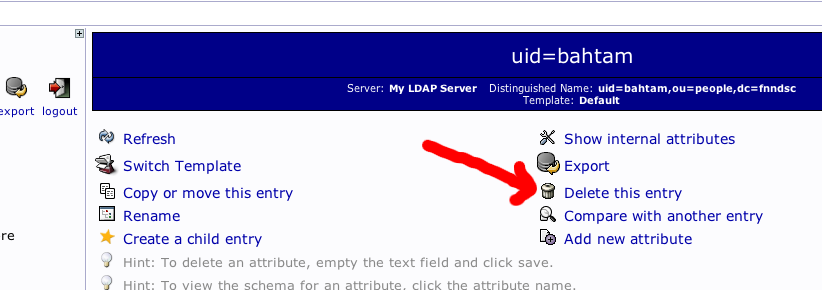 uid=bahtam
Server: My LDAP Server Distinguished Name: uid=bahtam,ou=people,dc=fnndsc
Template: Default
export logout
Refresh
Show internal attributes
Switch Template
Export
Copy or move this entry
Delete this entry
Rename
Compare with another entry
re
Create a child entry
Add new attribute
Hint: To delete an attribute, empty the text field and click save.
Hint: To view the schema for an attribute, click the attribute name.